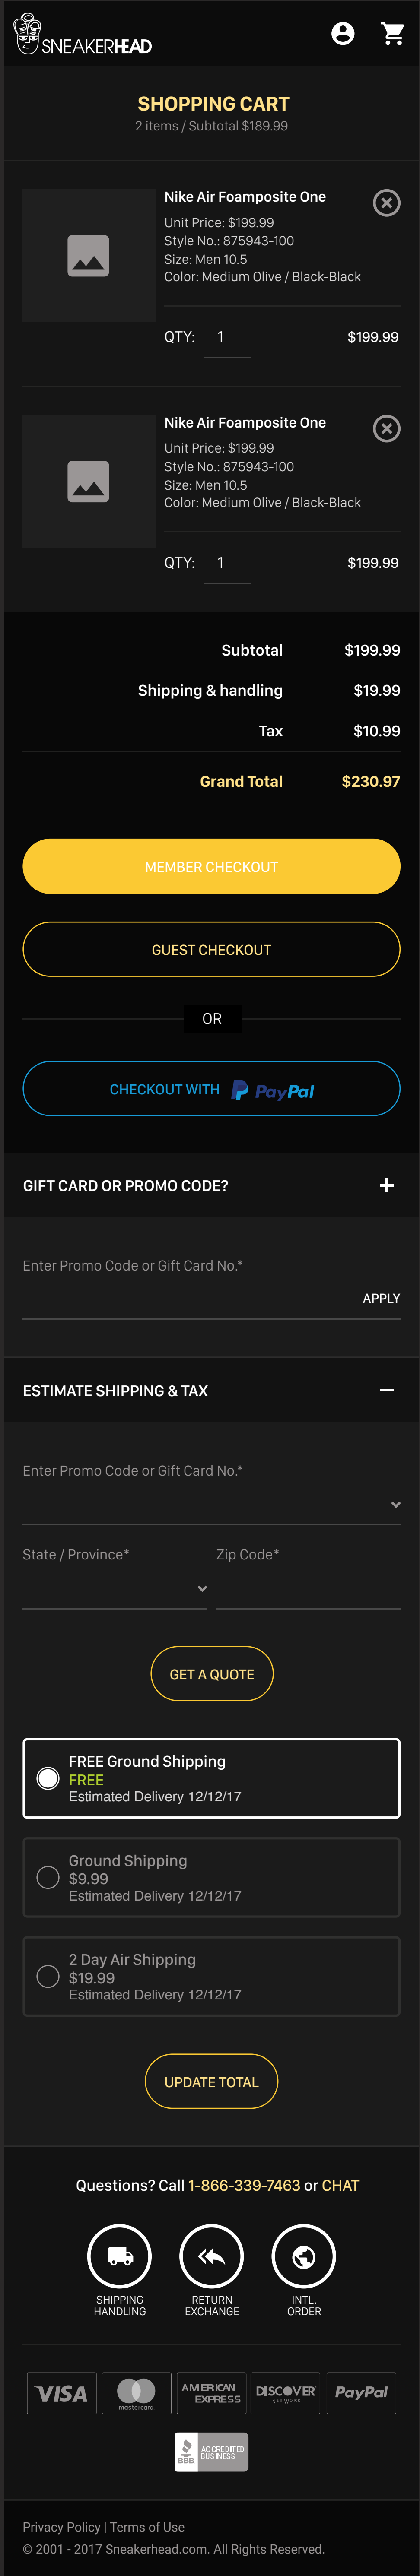 SNEAKERHEAD
SHOPPING CART
2 items / Subtotal $189.99
Nike Air Foamposite One
Unit Price: $199.99
Style No.: 875943-100
Size: Men 10.5
Color: Medium Olive / Black-Black
QTY: 1 $199.99
Nike Air Foamposite One
Unit Price: $199.99
Style No.: 875943-100
Size: Men 10.5
Color: Medium Olive / Black-Black
QTY: 1 $199.99
Subtotal $199.99
Shipping & handling $19.99
Tax $10.99
Grand Total $230.97
MEMBER CHECKOUT
GUEST CHECKOUT
OR
CHECKOUT WITH PayPal
GIFT CARD OR PROMO CODE?
Enter Promo Code or Gift Card No.*
APPLY
ESTIMATE SHIPPING & TAX
Enter Promo Code or Gift Card No.*
State / Province* Zip Code*
GET A QUOTE
FREE Ground Shipping
FREE
Estimated Delivery 12/12/17
Ground Shipping
$9.99
Estimated Delivery 12/12/17
2 Day Air Shipping
$19.99
Estimated Delivery 12/12/17
UPDATE TOTAL
Questions? Call 1-866-339-7463 or CHAT
SHIPPING HANDLING
RETURN EXCHANGE
INTL. ORDER
VISA
mastercard
AMERICAN EXPRESS
DISCOVER NETWORK
PayPal
BBB
ACCREDITED
BUSINESS
Privacy Policy | Terms of Use
© 2001 - 2017 Sneakerhead.com. All Rights Reserved.